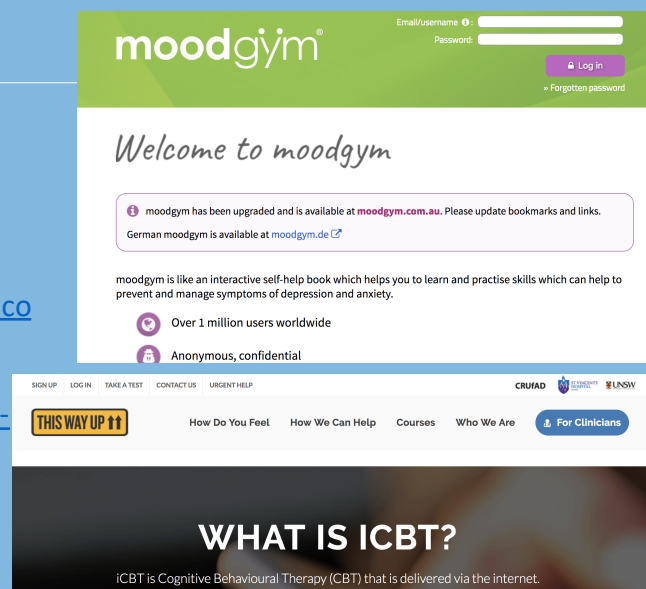 Email/username :
moodgym®
Password:
Log in
» Forgotten password
Welcome to moodgym
moodgym has been upgraded and is available at moodgym.com.au. Please update bookmarks and links.
German moodgym is available at moodgym.de
moodgym is like an interactive self-help book which helps you to learn and practise skills which can help to
prevent and manage symptoms of depression and anxiety.
co
Over 1 million users worldwide
Anonymous, confidential
SIGN UP LOG IN TAKE A TEST CONTACT US URGENT HELP CRUfAD ST VINCENT'S HOSPITAL UNSW
-
THIS WAY UP How Do You Feel How We Can Help Courses Who We Are For Clinicians
WHAT IS ICBT?
iCBT is Cognitive Behavioural Therapy (CBT) that is delivered via the internet.